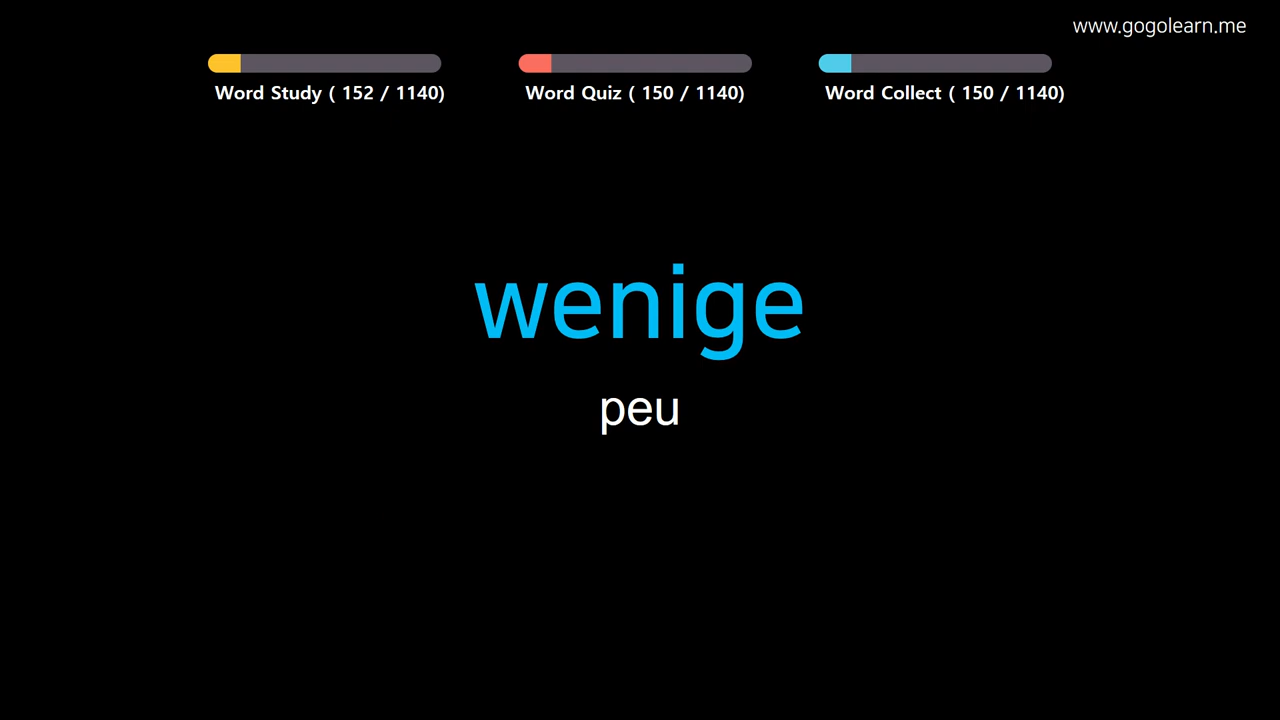 www.gogolearn.me
Word Study ( 152 / 1140)
Word Quiz ( 150 / 1140)
Word Collect ( 150 / 1140)
wenige
peu